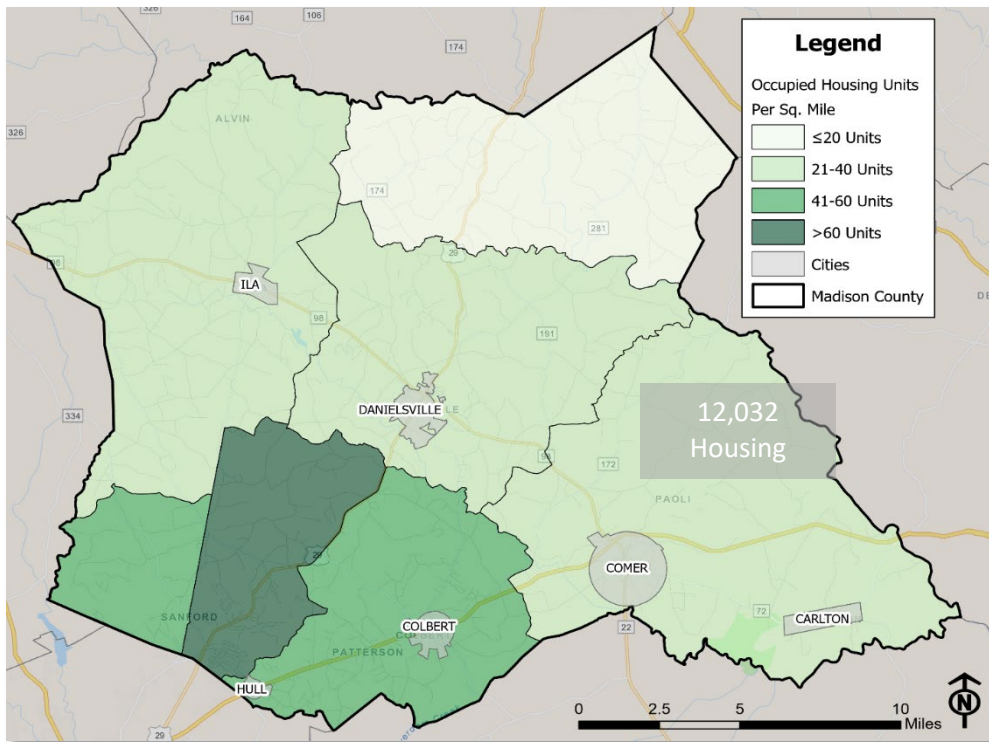 164
106
174
326
ALVIN
Legend
Occupied Housing Units
Per Sq. Mile
≤20 Units
21-40 Units
41-60 Units
>60 Units
Cities
Madison County
326
174
281
29
ILA
98
191
334
DANIELSVILLE
12,032
Housing
98
172
PAOLI
29
COMER
SANFORD
COLBERT
PATTERSON
72
CARLTON
22
HULL
29
0 2.5 5 10
Miles
N